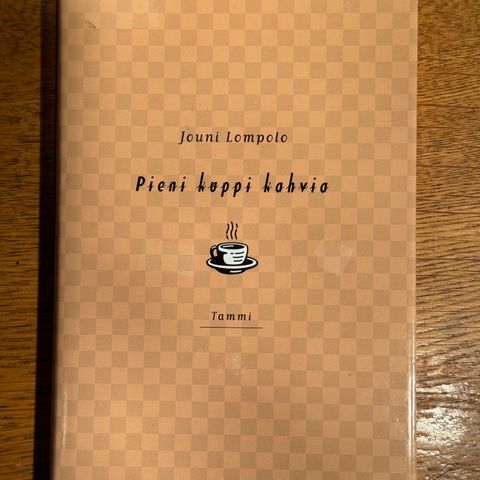 Jouni Lompolo
Pieni kuppi kahvia
Tammi